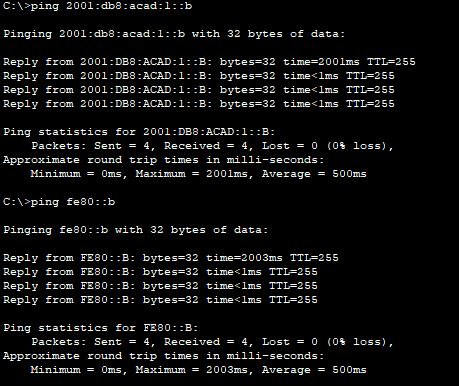 C:\>ping 2001:db8:acad:1::b
Pinging 2001:db8:acad:1::b with 32 bytes of data:
Reply from 2001:DB8:ACAD:1::B: bytes=32 time=2001ms TTL=255
Reply from 2001:DB8:ACAD:1::B: bytes=32 time<1ms TTL=255
Reply from 2001:DB8:ACAD:1::B: bytes=32 time<1ms TTL=255
Reply from 2001:DB8:ACAD:1::B: bytes=32 time<1ms TTL=255
Ping statistics for 2001:DB8:ACAD:1::B:
Packets: Sent = 4, Received = 4, Lost = 0 (0% loss),
Approximate round trip times in milli-seconds:
Minimum = 0ms, Maximum = 2001ms, Average = 500ms
C:\>ping fe80::b
Pinging fe80::b with 32 bytes of data:
Reply from FE80::B: bytes=32 time=2003ms TTL=255
Reply from FE80::B: bytes=32 time<1ms TTL=255
Reply from FE80::B: bytes=32 time<1ms TTL=255
Reply from FE80::B: bytes=32 time<1ms TTL=255
Ping statistics for FE80::B:
Packets: Sent = 4, Received = 4, Lost = 0 (0% loss),
Approximate round trip times in milli-seconds:
Minimum = 0ms, Maximum = 2003ms, Average = 500ms